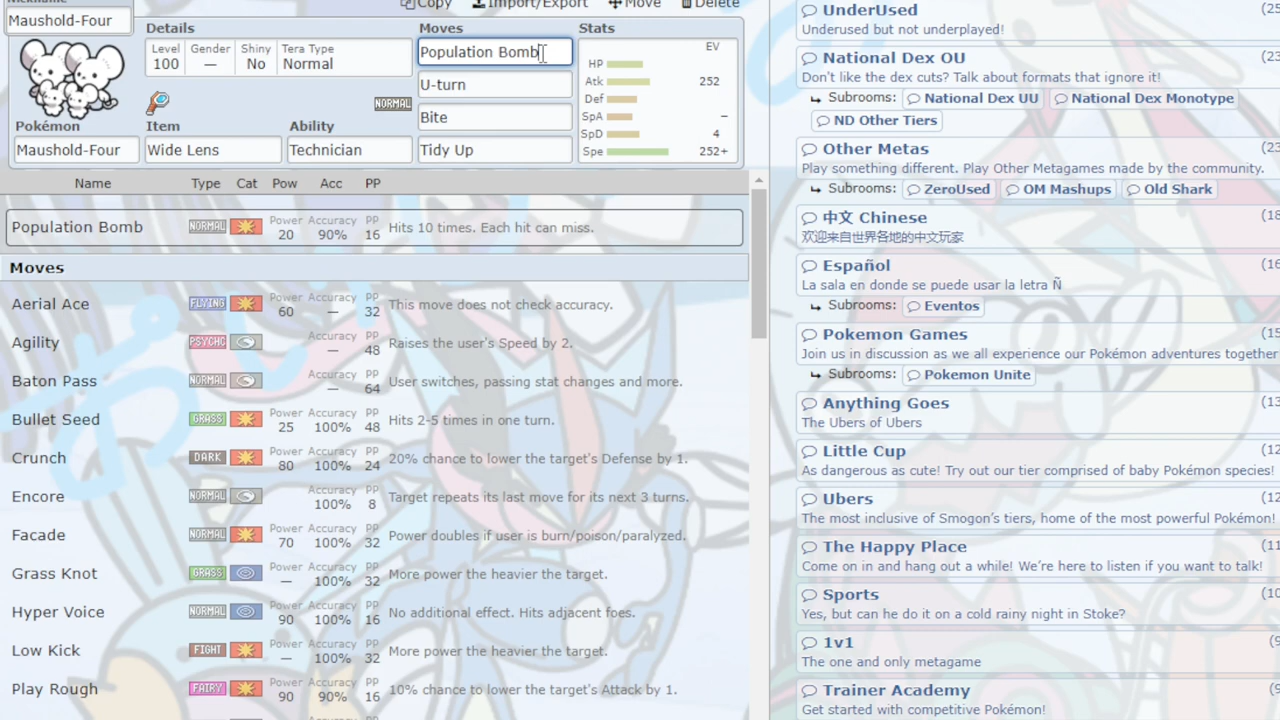 Nickname
Maushold-Four
Copy Import/Export Move Delete
Details
Level
100
Gender
—
Shiny
No
Tera Type
Normal
NORMAL
Pokémon
Maushold-Four
Item
Wide Lens
Ability
Technician
Moves
Population Bomb
U-turn
Bite
Tidy Up
Stats
EV
HP
Atk 252
Def
SpA –
SpD 4
Spe 252+
Name Type Cat Pow Acc PP
Population Bomb NORMAL Power 20 Accuracy 90% PP 16 Hits 10 times. Each hit can miss.
Moves
Aerial Ace FLYING Power 60 Accuracy — PP 32 This move does not check accuracy.
Agility PSYCHC Accuracy — PP 48 Raises the user's Speed by 2.
Baton Pass NORMAL Accuracy — PP 64 User switches, passing stat changes and more.
Bullet Seed GRASS Power 25 Accuracy 100% PP 48 Hits 2-5 times in one turn.
Crunch DARK Power 80 Accuracy 100% PP 24 20% chance to lower the target's Defense by 1.
Encore NORMAL Accuracy 100% PP 8 Target repeats its last move for its next 3 turns.
Facade NORMAL Power 70 Accuracy 100% PP 32 Power doubles if user is burn/poison/paralyzed.
Grass Knot GRASS Power — Accuracy 100% PP 32 More power the heavier the target.
Hyper Voice NORMAL Power 90 Accuracy 100% PP 16 No additional effect. Hits adjacent foes.
Low Kick FIGHT Power — Accuracy 100% PP 32 More power the heavier the target.
Play Rough FAIRY Power 90 Accuracy 90% PP 16 10% chance to lower the target's Attack by 1.
UnderUsed (25
Underused but not underplayed!
National Dex OU (2
Don't like the dex cuts? Talk about formats that ignore it!
Subrooms: National Dex UU National Dex Monotype
ND Other Tiers
Other Metas (23
Play something different. Play Other Metagames made by the community.
Subrooms: ZeroUsed OM Mashups Old Shark
中文 Chinese (18
欢迎来自世界各地的中文玩家
Español (16
La sala en donde se puede usar la letra Ñ
Subrooms: Eventos
Pokemon Games (15
Join us in discussion as we all experience our Pokémon adventures together
Subrooms: Pokemon Unite
Anything Goes (13
The Ubers of Ubers
Little Cup (12
As dangerous as cute! Try out our tier comprised of baby Pokémon species!
Ubers (12
The most inclusive of Smogon's tiers, home of the most powerful Pokémon!
The Happy Place (11
Come on in and hang out a while! We're here to listen if you want to talk!
Sports (10
Yes, but can he do it on a cold rainy night in Stoke?
1v1 (9
The one and only metagame
Trainer Academy (9
Get started with competitive Pokémon!